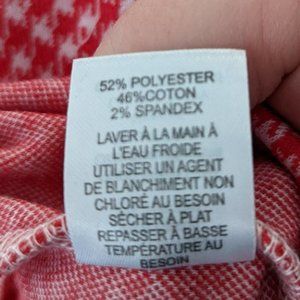 52% POLYESTER
46%COTON
2% SPANDEX
LAVER À LA MAIN À
L'EAU FROIDE
UTILISER UN AGENT
DE BLANCHIMENT NON
CHLORÉ AU BESOIN
SÈCHER À PLAT
REPASSER À BASSE
TEMPÉRATURE AU
BESOIN